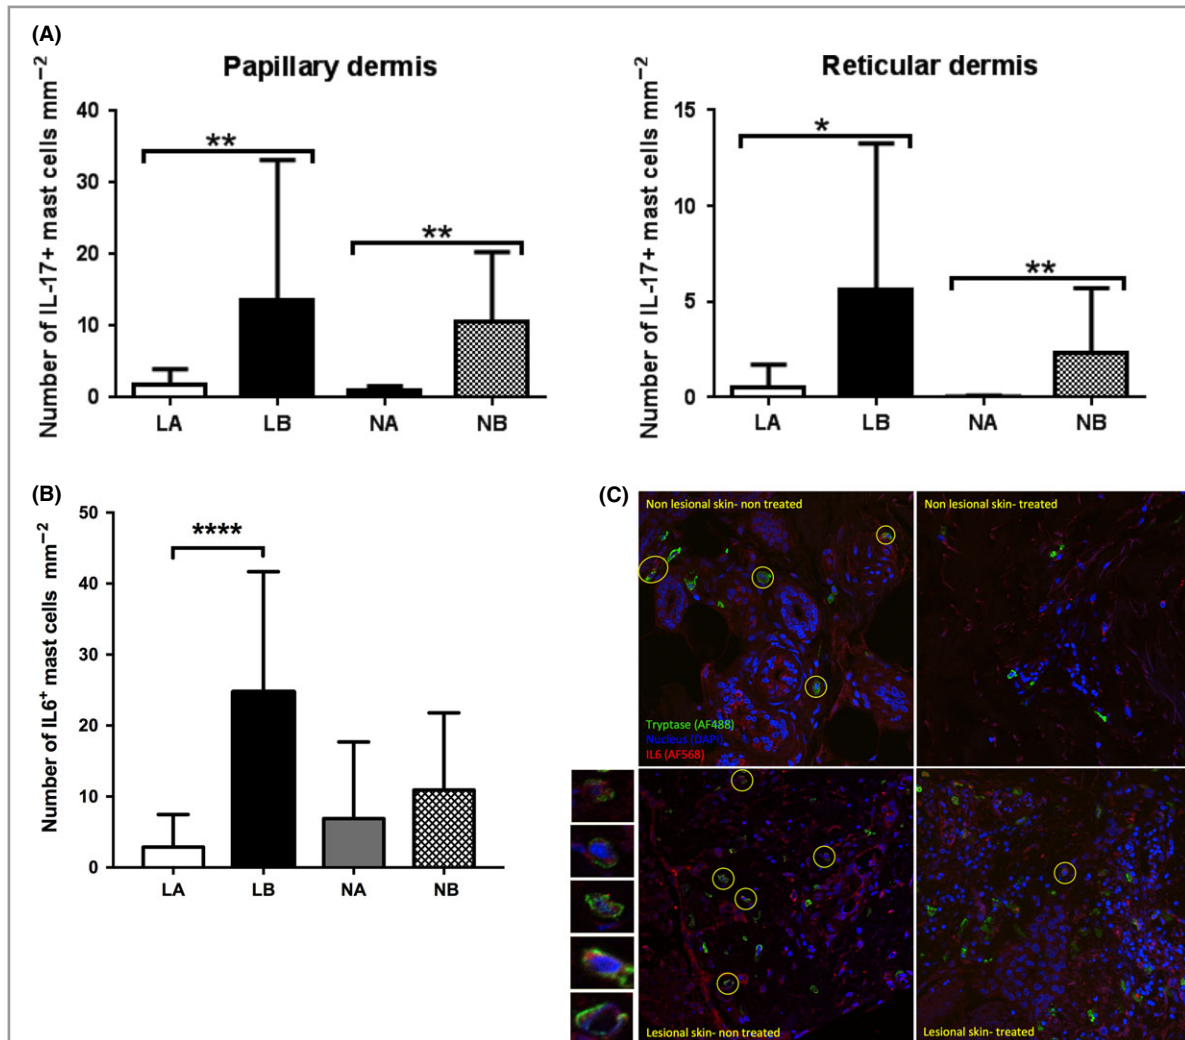 (A)
Papillary dermis
Number of IL-17+ mast cells mm−2
40
30
20
10
0
**
**
LA
LB
NA
NB
Reticular dermis
Number of IL-17+ mast cells mm−2
15
10
5
0
*
**
LA
LB
NA
NB
(B)
Number of IL6+ mast cells mm−2
50
40
30
20
10
0
****
LA
LB
NA
NB
(C)
Non lesional skin- non treated
Tryptase (AF488)
Nucleus (DAPI)
IL6 (AF568)
Non lesional skin- treated
Lesional skin- non treated
Lesional skin- treated